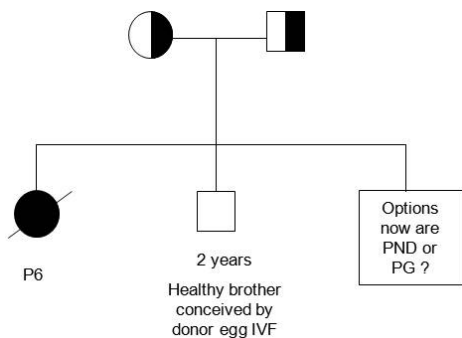 Options
now are
PND or
PG ?
P6
2 years
Healthy brother
conceived by
donor egg IVF